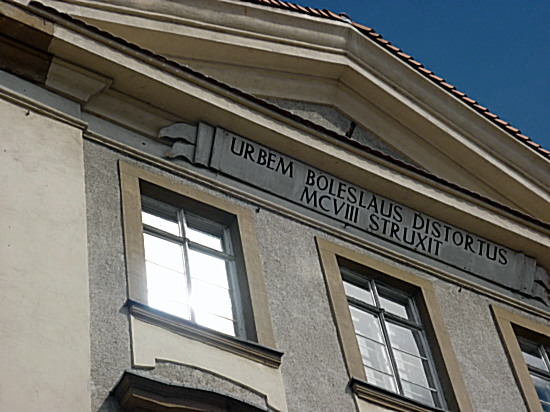 URBEM BOLESLAUS DISTORTUS
MCVIII STRUXIT